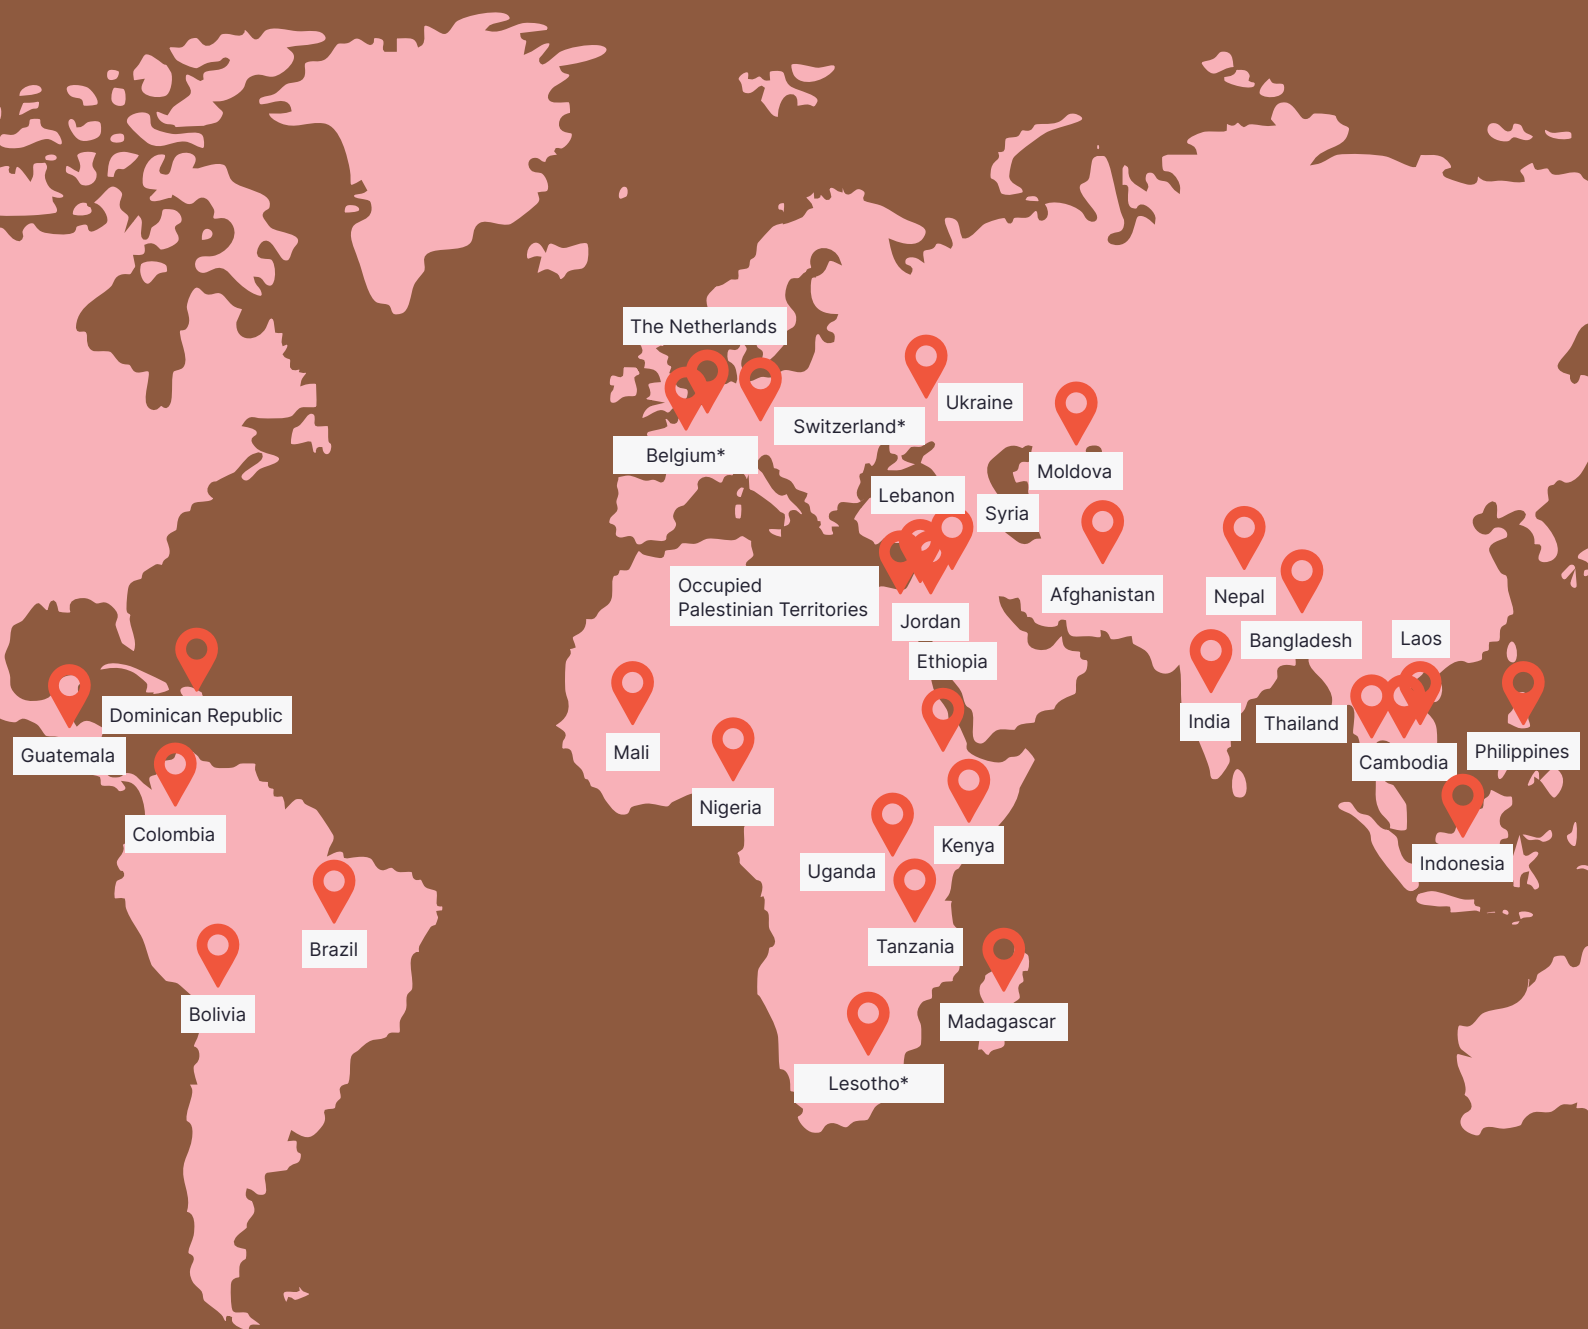 The Netherlands
Ukraine
Switzerland*
Belgium*
Moldova
Lebanon
Syria
Occupied
Palestinian Territories
Afghanistan
Nepal
Jordan
Bangladesh
Laos
Ethiopia
Dominican Republic
India
Thailand
Guatemala
Mali
Philippines
Cambodia
Nigeria
Colombia
Kenya
Indonesia
Uganda
Brazil
Tanzania
Bolivia
Madagascar
Lesotho*